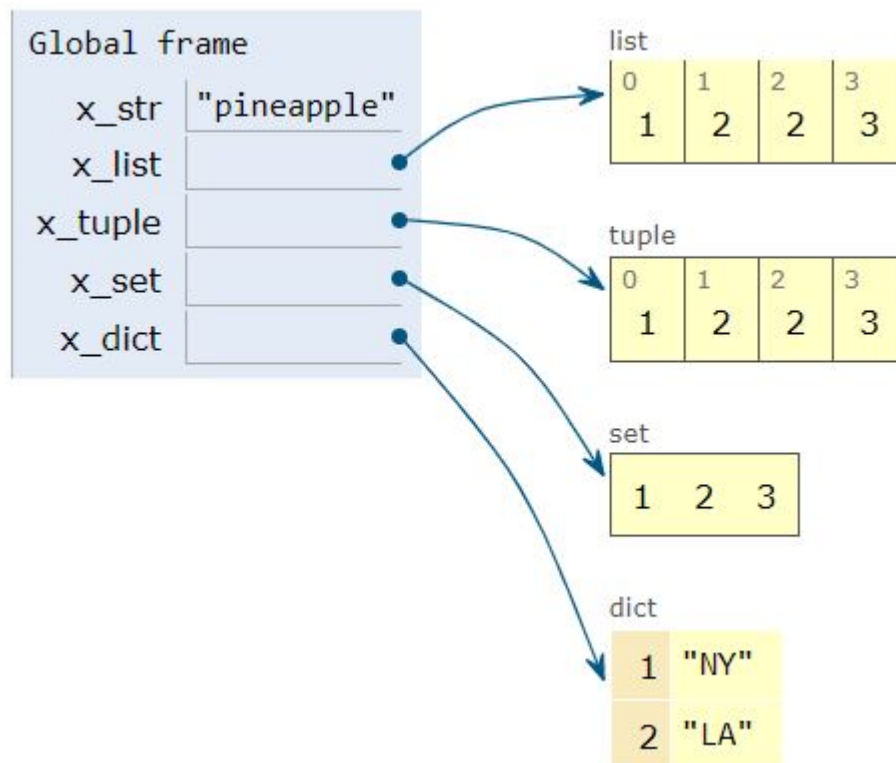 Global frame
x_str "pineapple"
x_list
x_tuple
x_set
x_dict
list
0 1 2 3
1 2 2 3
tuple
0 1 2 3
1 2 2 3
set
1 2 3
dict
1 "NY"
2 "LA"